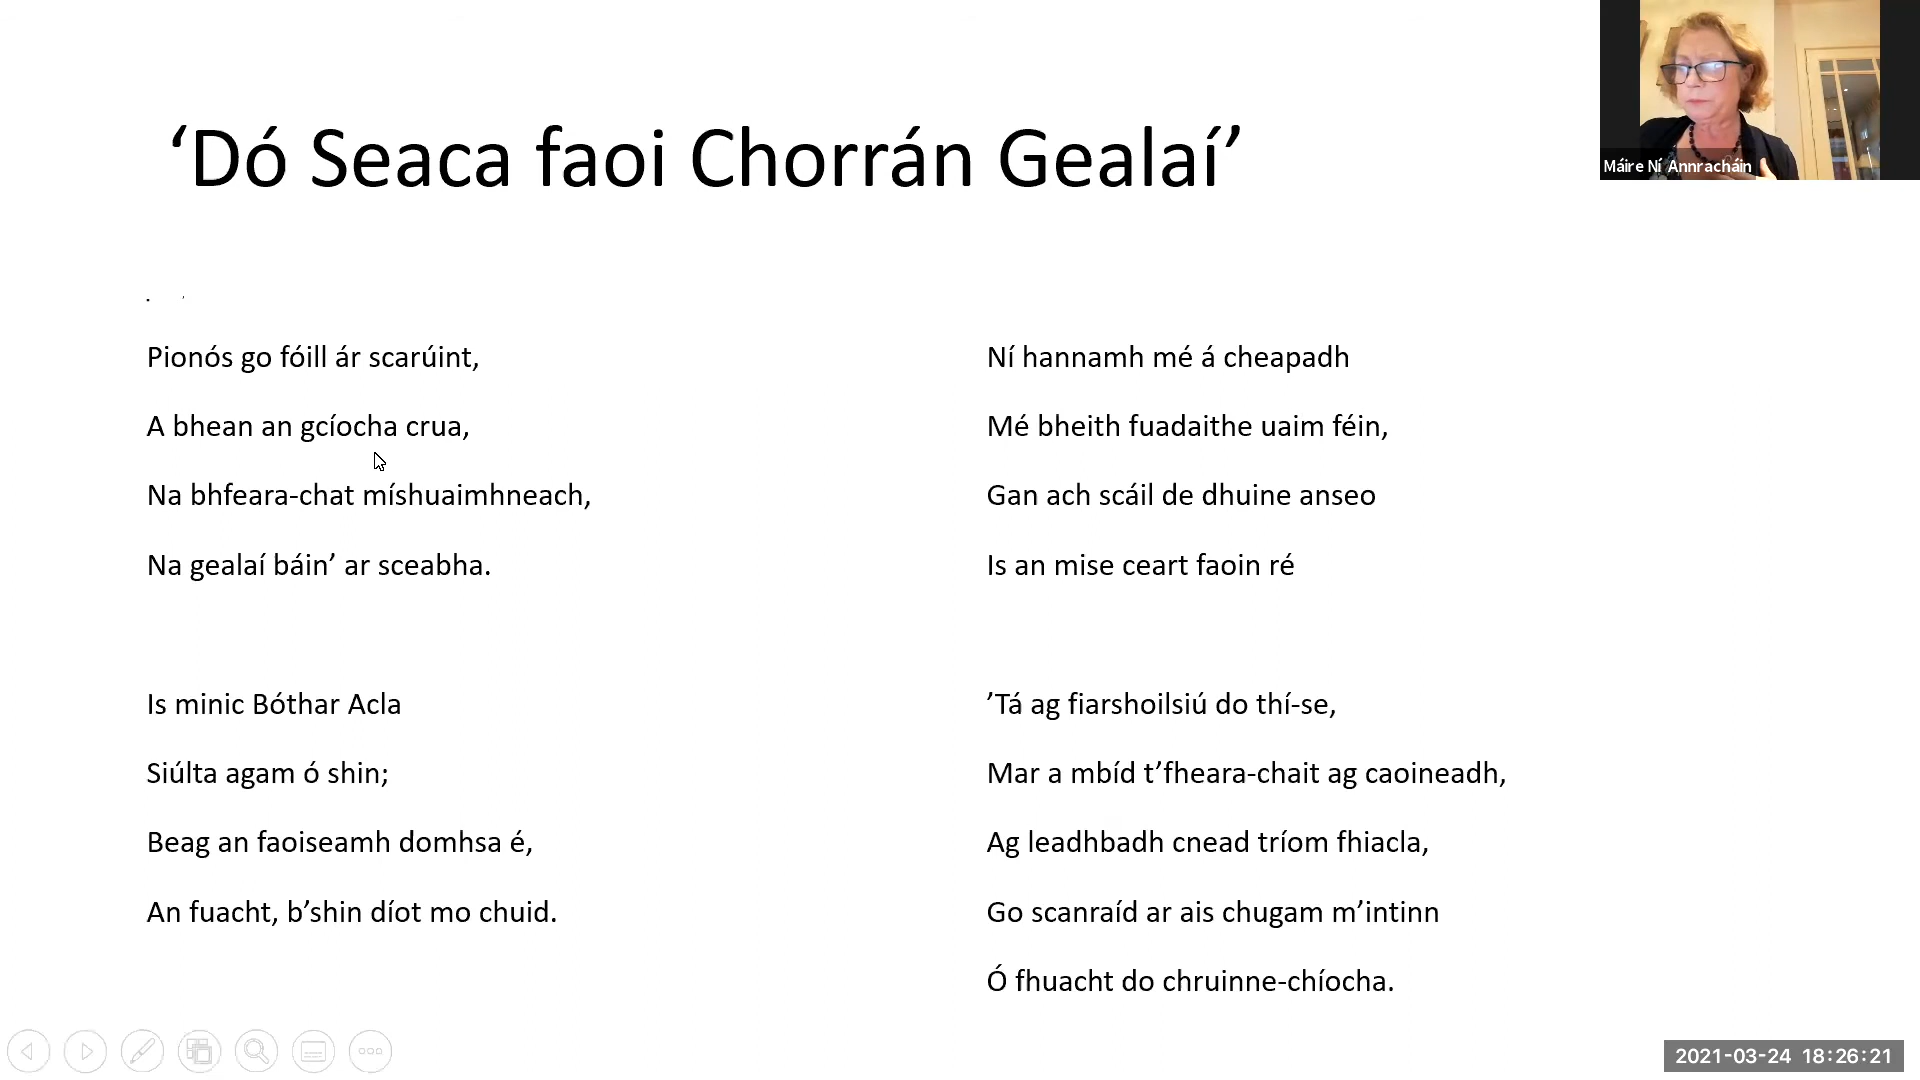 ‘Dó Seaca faoi Chorrán Gealaí’
Máire Ní Annracháin
Pionós go fóill ár scarúint,
A bhean an gcíocha crua,
Na bhfeara-chat míshuaimhneach,
Na gealaí báin’ ar sceabha.
Is minic Bóthar Acla
Siúlta agam ó shin;
Beag an faoiseamh domhsa é,
An fuacht, b’shin díot mo chuid.
Ní hannamh mé á cheapadh
Mé bheith fuadaithe uaim féin,
Gan ach scáil de dhuine anseo
Is an mise ceart faoin ré
’Tá ag fiarshoilsiú do thí-se,
Mar a mbíd t’fheara-chait ag caoineadh,
Ag leadhbadh cnead tríom fhiacla,
Go scanraíd ar ais chugam m’intinn
Ó fhuacht do chruinne-chíocha.
2021-03-24 18:26:21